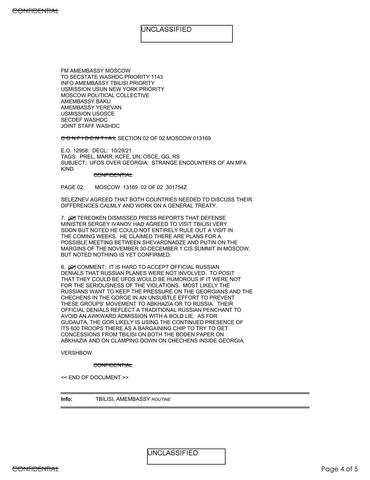 CONFIDENTIAL
UNCLASSIFIED
FM AMEMBASSY MOSCOW
TO SECSTATE WASHDC PRIORITY 1143
INFO AMEMBASSY TBILISI PRIORITY
USMISSION USUN NEW YORK PRIORITY
MOSCOW POLITICAL COLLECTIVE
AMEMBASSY BAKU
AMEMBASSY YEREVAN
USMISSION USOSCE
SECDEF WASHDC
JOINT STAFF WASHDC
C O N F I D E N T I A L SECTION 02 OF 02 MOSCOW 013169
E.O. 12958: DECL: 10/29/21
TAGS: PREL, MARR, KCFE, UN, OSCE, GG, RS
SUBJECT: UFOS OVER GEORGIA: STRANGE ENCOUNTERS OF AN MFA
KIND
CONFIDENTIAL
PAGE 02 MOSCOW 13169 02 OF 02 301754Z
SELEZNEV AGREED THAT BOTH COUNTRIES NEEDED TO DISCUSS THEIR
DIFFERENCES CALMLY AND WORK ON A GENERAL TREATY.
7. TEREOKEN DISMISSED PRESS REPORTS THAT DEFENSE
MINISTER SERGEY IVANOV HAD AGREED TO VISIT TBILISI VERY
SOON BUT NOTED HE COULD NOT ENTIRELY RULE OUT A VISIT IN
THE COMING WEEKS. HE CLAIMED THERE ARE PLANS FOR A
POSSIBLE MEETING BETWEEN SHEVARDNADZE AND PUTIN ON THE
MARGINS OF THE NOVEMBER 30-DECEMBER 1 CIS SUMMIT IN MOSCOW,
BUT NOTED NOTHING IS YET CONFIRMED.
8. COMMENT: IT IS HARD TO ACCEPT OFFICIAL RUSSIAN
DENIALS THAT RUSSIAN PLANES WERE NOT INVOLVED. TO POSIT
THAT THEY COULD BE UFOS WOULD BE HUMOROUS IF IT WERE NOT
FOR THE SERIOUSNESS OF THE VIOLATIONS. MOST LIKELY THE
RUSSIANS WANT TO KEEP THE PRESSURE ON THE GEORGIANS AND THE
CHECHENS IN THE GORGE IN AN UNSUBTLE EFFORT TO PREVENT
THESE GROUPS' MOVEMENT TO ABKHAZIA OR TO RUSSIA. THEIR
OFFICIAL DENIALS REFLECT A TRADITIONAL RUSSIAN PENCHANT TO
AVOID AN AWKWARD ADMISSION WITH A BOLD LIE. AS FOR
GUDAUTA, THE GOR LIKELY IS USING THE CONTINUED PRESENCE OF
ITS 600 TROOPS THERE AS A BARGAINING CHIP TO TRY TO GET
CONCESSIONS FROM TBILISI ON BOTH THE BODEN PAPER ON
ABKHAZIA AND ON CLAMPING DOWN ON CHECHENS INSIDE GEORGIA.
VERSHBOW
CONFIDENTIAL
<< END OF DOCUMENT >>
Info: TBILISI, AMEMBASSY ROUTINE
UNCLASSIFIED
CONFIDENTIAL
Page 4 of 5